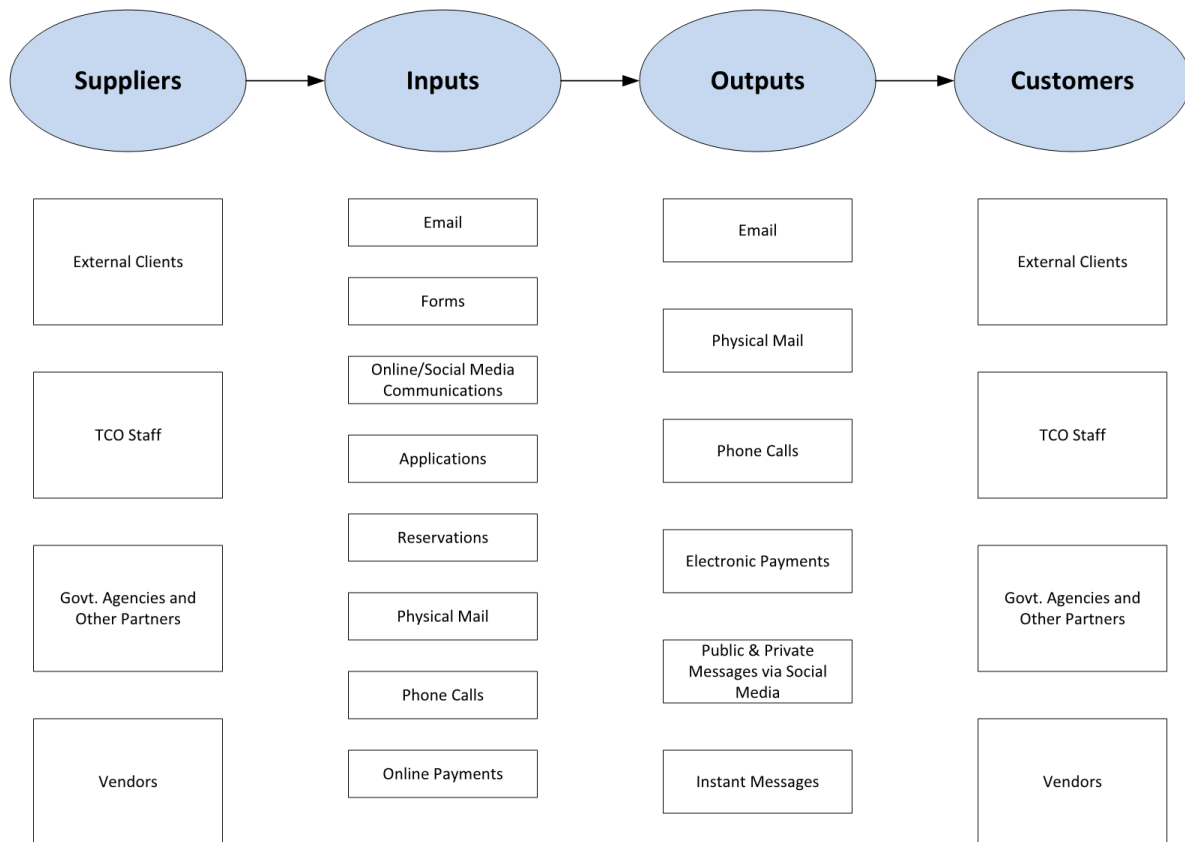 Suppliers
Inputs
Outputs
Customers
External Clients
TCO Staff
Govt. Agencies and
Other Partners
Vendors
Email
Forms
Online/Social Media
Communications
Applications
Reservations
Physical Mail
Phone Calls
Online Payments
Email
Physical Mail
Phone Calls
Electronic Payments
Public & Private
Messages via Social
Media
Instant Messages
External Clients
TCO Staff
Govt. Agencies and
Other Partners
Vendors